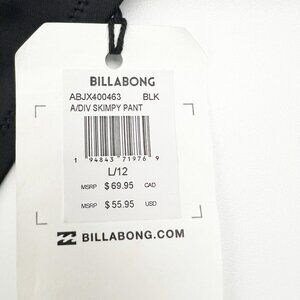 BILLABONG
ABJX400463 BLK
A/DIV SKIMPY PANT
1 94843 71976 9
L/12
MSRP $ 69.95 CAD
MSRP $ 55.95 USD
BILLABONG.COM